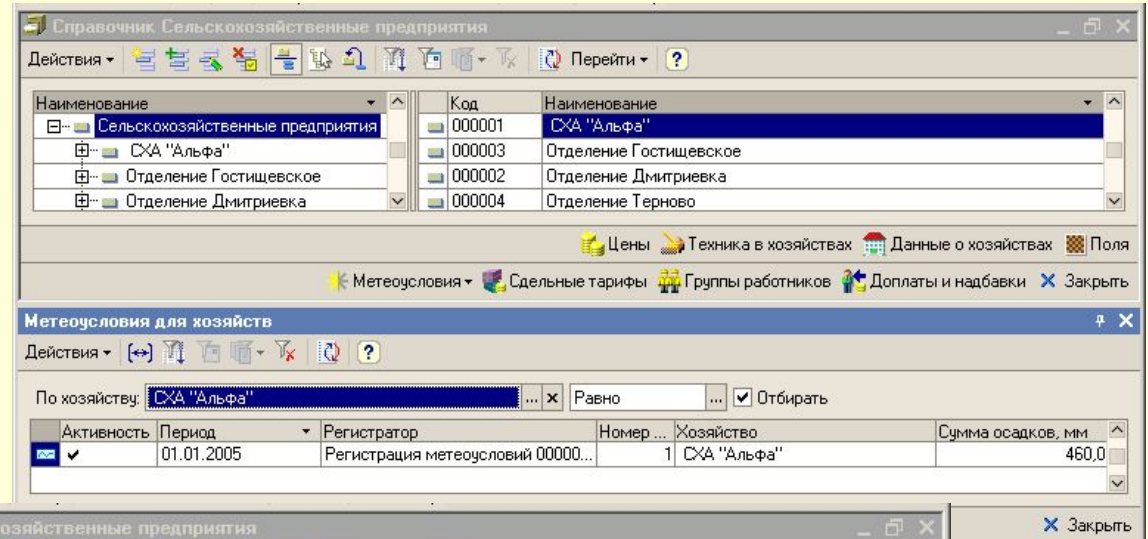 Справочник Сельскохозяйственные предприятия
Действия Перейти ?
Наименование
Сельскохозяйственные предприятия
СХА "Альфа"
Отделение Гостищевское
Отделение Дмитриевка
Код Наименование
000001 СХА "Альфа"
000003 Отделение Гостищевское
000002 Отделение Дмитриевка
000004 Отделение Терново
Цены Техника в хозяйствах Данные о хозяйствах Поля
Метеоусловия Сдельные тарифы Группы работников Доплаты и надбавки Закрыть
Метеоусловия для хозяйств
Действия ?
По хозяйству: СХА "Альфа" ... x Равно ... Отбирать
Активность Период Регистратор Номер ... Хозяйство Сумма осадков, мм
01.01.2005 Регистрация метеоусловий 00000... 1 СХА "Альфа" 460,0
озяйственные предприятия
Закрыть